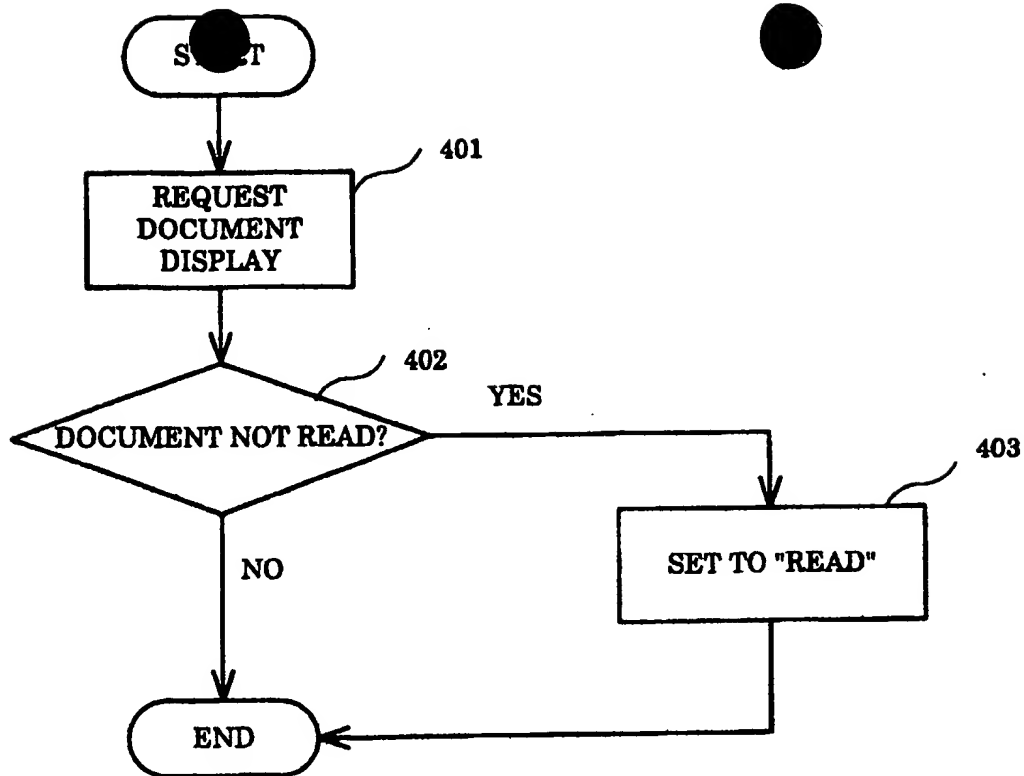 401
REQUEST
DOCUMENT
DISPLAY
402
YES
DOCUMENT NOT READ?
403
SET TO "READ"
NO
END